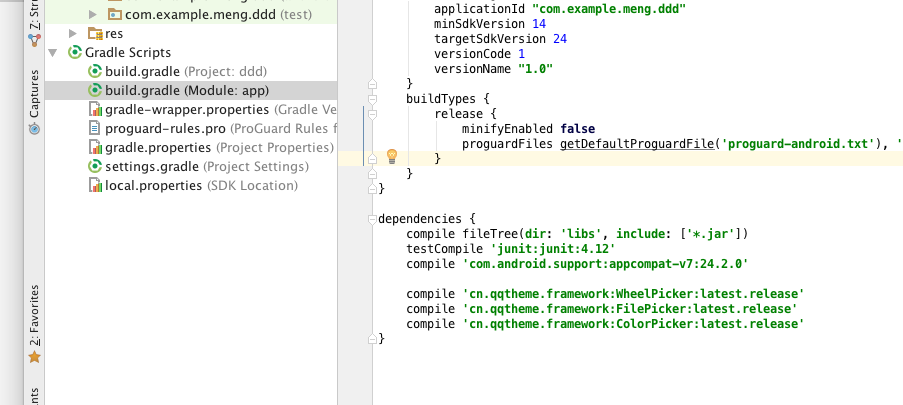 com.example.meng.ddd (test)
res
Gradle Scripts
build.gradle (Project: ddd)
build.gradle (Module: app)
gradle-wrapper.properties (Gradle Ve
proguard-rules.pro (ProGuard Rules f
gradle.properties (Project Properties)
settings.gradle (Project Settings)
local.properties (SDK Location)
Z: Stru
Captures
2: Favorites
nts
applicationId "com.example.meng.ddd"
minSdkVersion 14
targetSdkVersion 24
versionCode 1
versionName "1.0"
}
buildTypes {
release {
minifyEnabled false
proguardFiles getDefaultProguardFile('proguard-android.txt'), '
}
}
}
dependencies {
compile fileTree(dir: 'libs', include: ['*.jar'])
testCompile 'junit:junit:4.12'
compile 'com.android.support:appcompat-v7:24.2.0'
compile 'cn.qqtheme.framework:WheelPicker:latest.release'
compile 'cn.qqtheme.framework:FilePicker:latest.release'
compile 'cn.qqtheme.framework:ColorPicker:latest.release'
}